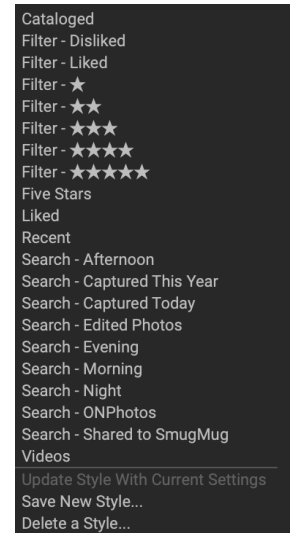 Cataloged
Filter - Disliked
Filter - Liked
Filter - ★
Filter - ★★
Filter - ★★★
Filter - ★★★★
Filter - ★★★★★
Five Stars
Liked
Recent
Search - Afternoon
Search - Captured This Year
Search - Captured Today
Search - Edited Photos
Search - Evening
Search - Morning
Search - Night
Search - ONPhotos
Search - Shared to SmugMug
Videos
Update Style With Current Settings
Save New Style...
Delete a Style...